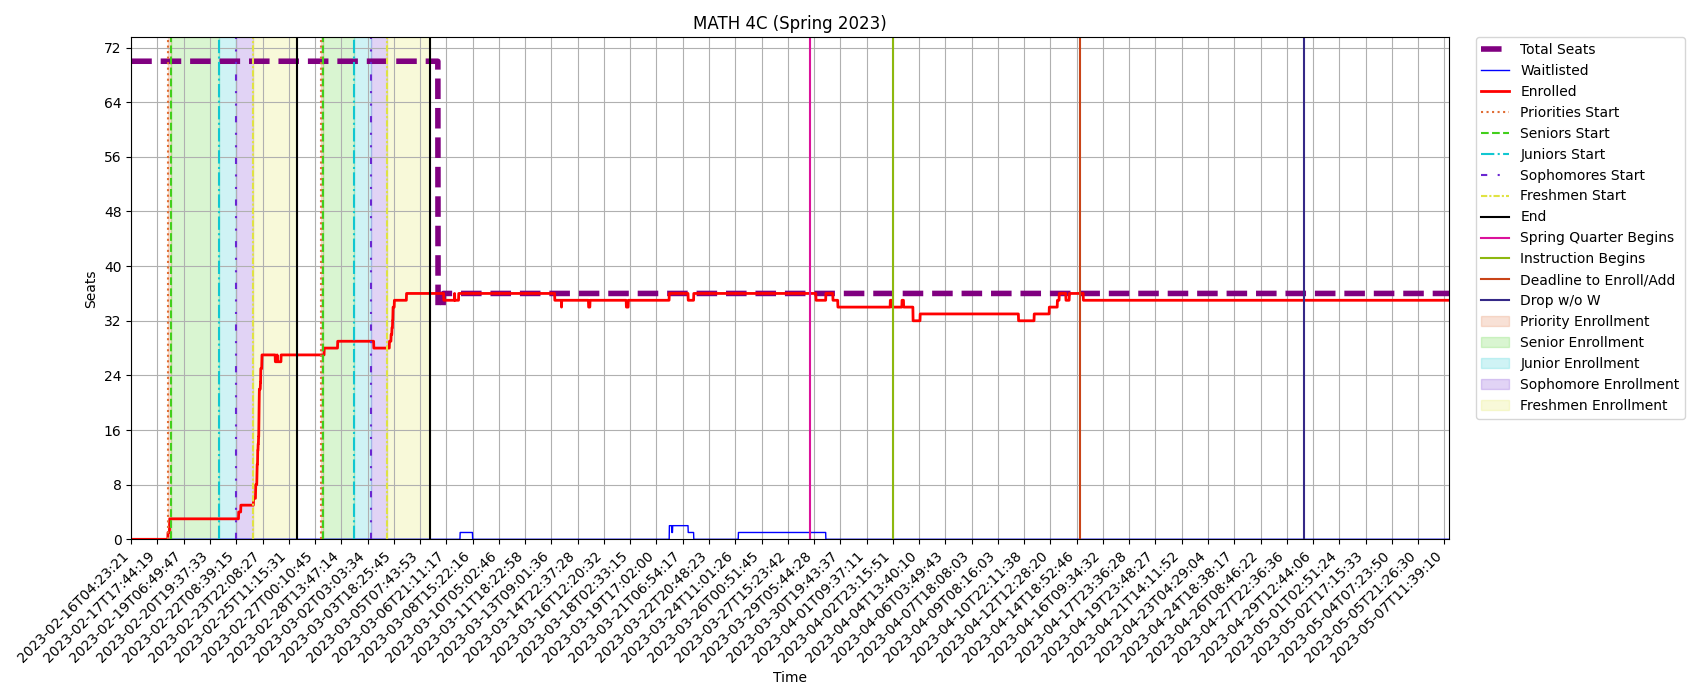 MATH 4C (Spring 2023)
72
64
56
48
40
32
24
16
8
0
Seats
2023-02-16T04:23:21
2023-02-17T17:44:19
2023-02-19T06:49:47
2023-02-20T19:37:33
2023-02-22T08:39:15
2023-02-23T22:08:27
2023-02-25T11:15:31
2023-02-27T00:10:45
2023-02-28T13:47:14
2023-03-02T03:03:34
2023-03-03T18:25:45
2023-03-05T07:43:53
2023-03-06T21:11:17
2023-03-08T15:22:16
2023-03-10T05:02:46
2023-03-11T18:22:58
2023-03-13T09:01:36
2023-03-14T22:37:28
2023-03-16T12:20:32
2023-03-18T02:33:15
2023-03-19T17:02:00
2023-03-21T06:54:17
2023-03-22T20:48:23
2023-03-24T11:01:26
2023-03-26T00:51:45
2023-03-27T15:23:42
2023-03-29T05:44:28
2023-03-30T19:43:37
2023-04-01T09:37:11
2023-04-02T23:15:51
2023-04-04T13:40:10
2023-04-06T03:49:43
2023-04-07T18:08:03
2023-04-09T08:16:03
2023-04-10T22:11:38
2023-04-12T12:28:20
2023-04-14T18:52:46
2023-04-16T09:34:32
2023-04-17T23:36:28
2023-04-19T23:48:27
2023-04-21T14:11:52
2023-04-23T04:29:04
2023-04-24T18:38:17
2023-04-26T08:46:22
2023-04-27T22:36:36
2023-04-29T12:44:06
2023-05-01T02:51:24
2023-05-02T17:15:33
2023-05-04T07:23:50
2023-05-05T21:26:30
2023-05-07T11:39:10
Time
Total Seats
Waitlisted
Enrolled
Priorities Start
Seniors Start
Juniors Start
Sophomores Start
Freshmen Start
End
Spring Quarter Begins
Instruction Begins
Deadline to Enroll/Add
Drop w/o W
Priority Enrollment
Senior Enrollment
Junior Enrollment
Sophomore Enrollment
Freshmen Enrollment